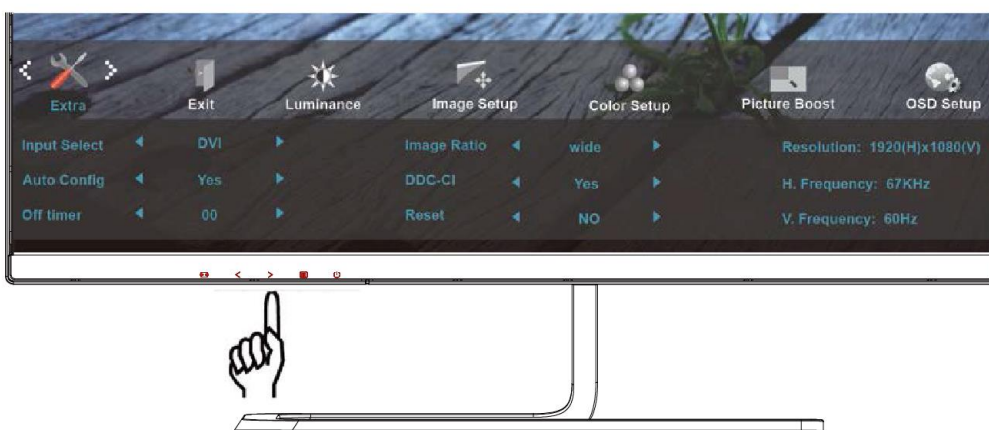 Extra Exit Luminance Image Setup Color Setup Picture Boost OSD Setup
Input Select DVI Image Ratio wide Resolution: 1920(H)x1080(V)
Auto Config Yes DDC-CI Yes H. Frequency: 67KHz
Off timer 00 Reset NO V. Frequency: 60Hz